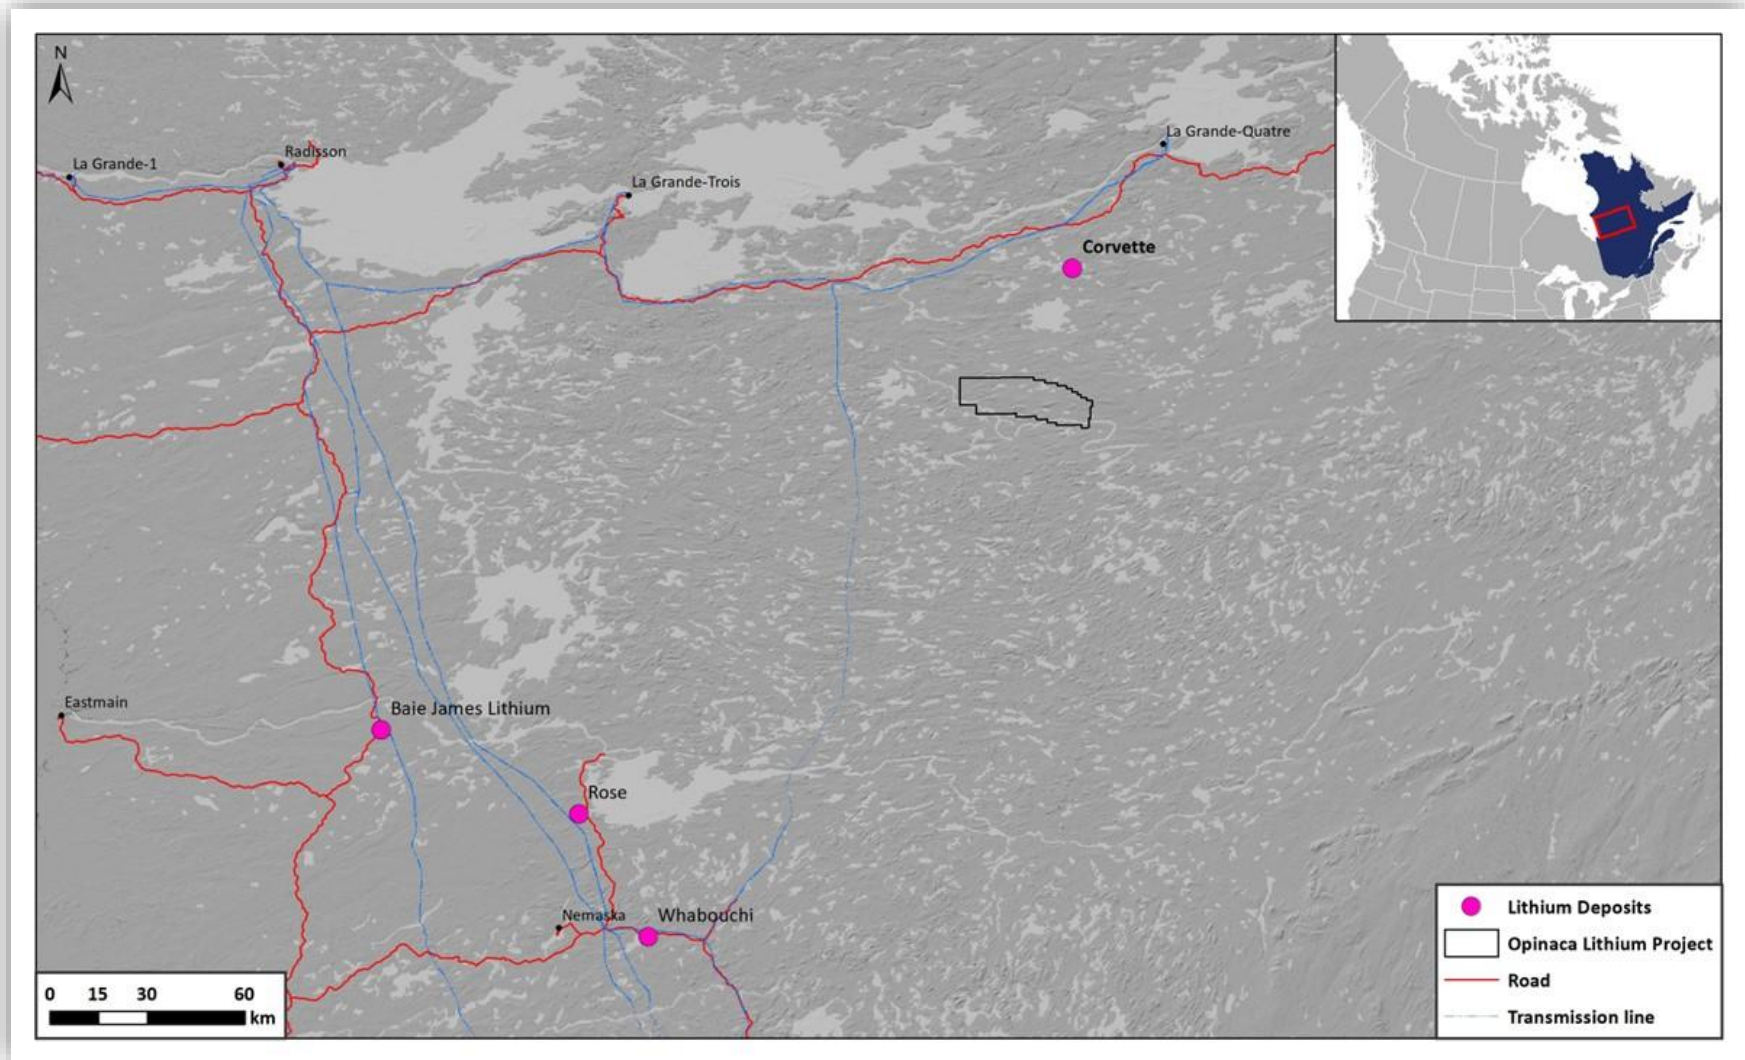 N
La Grande-1
Radisson
La Grande-Trois
La Grande-Quatre
Corvette
Eastmain
Baie James Lithium
Rose
Nemaska
Whabouchi
0 15 30 60
km
Lithium Deposits
Opinaca Lithium Project
Road
Transmission line